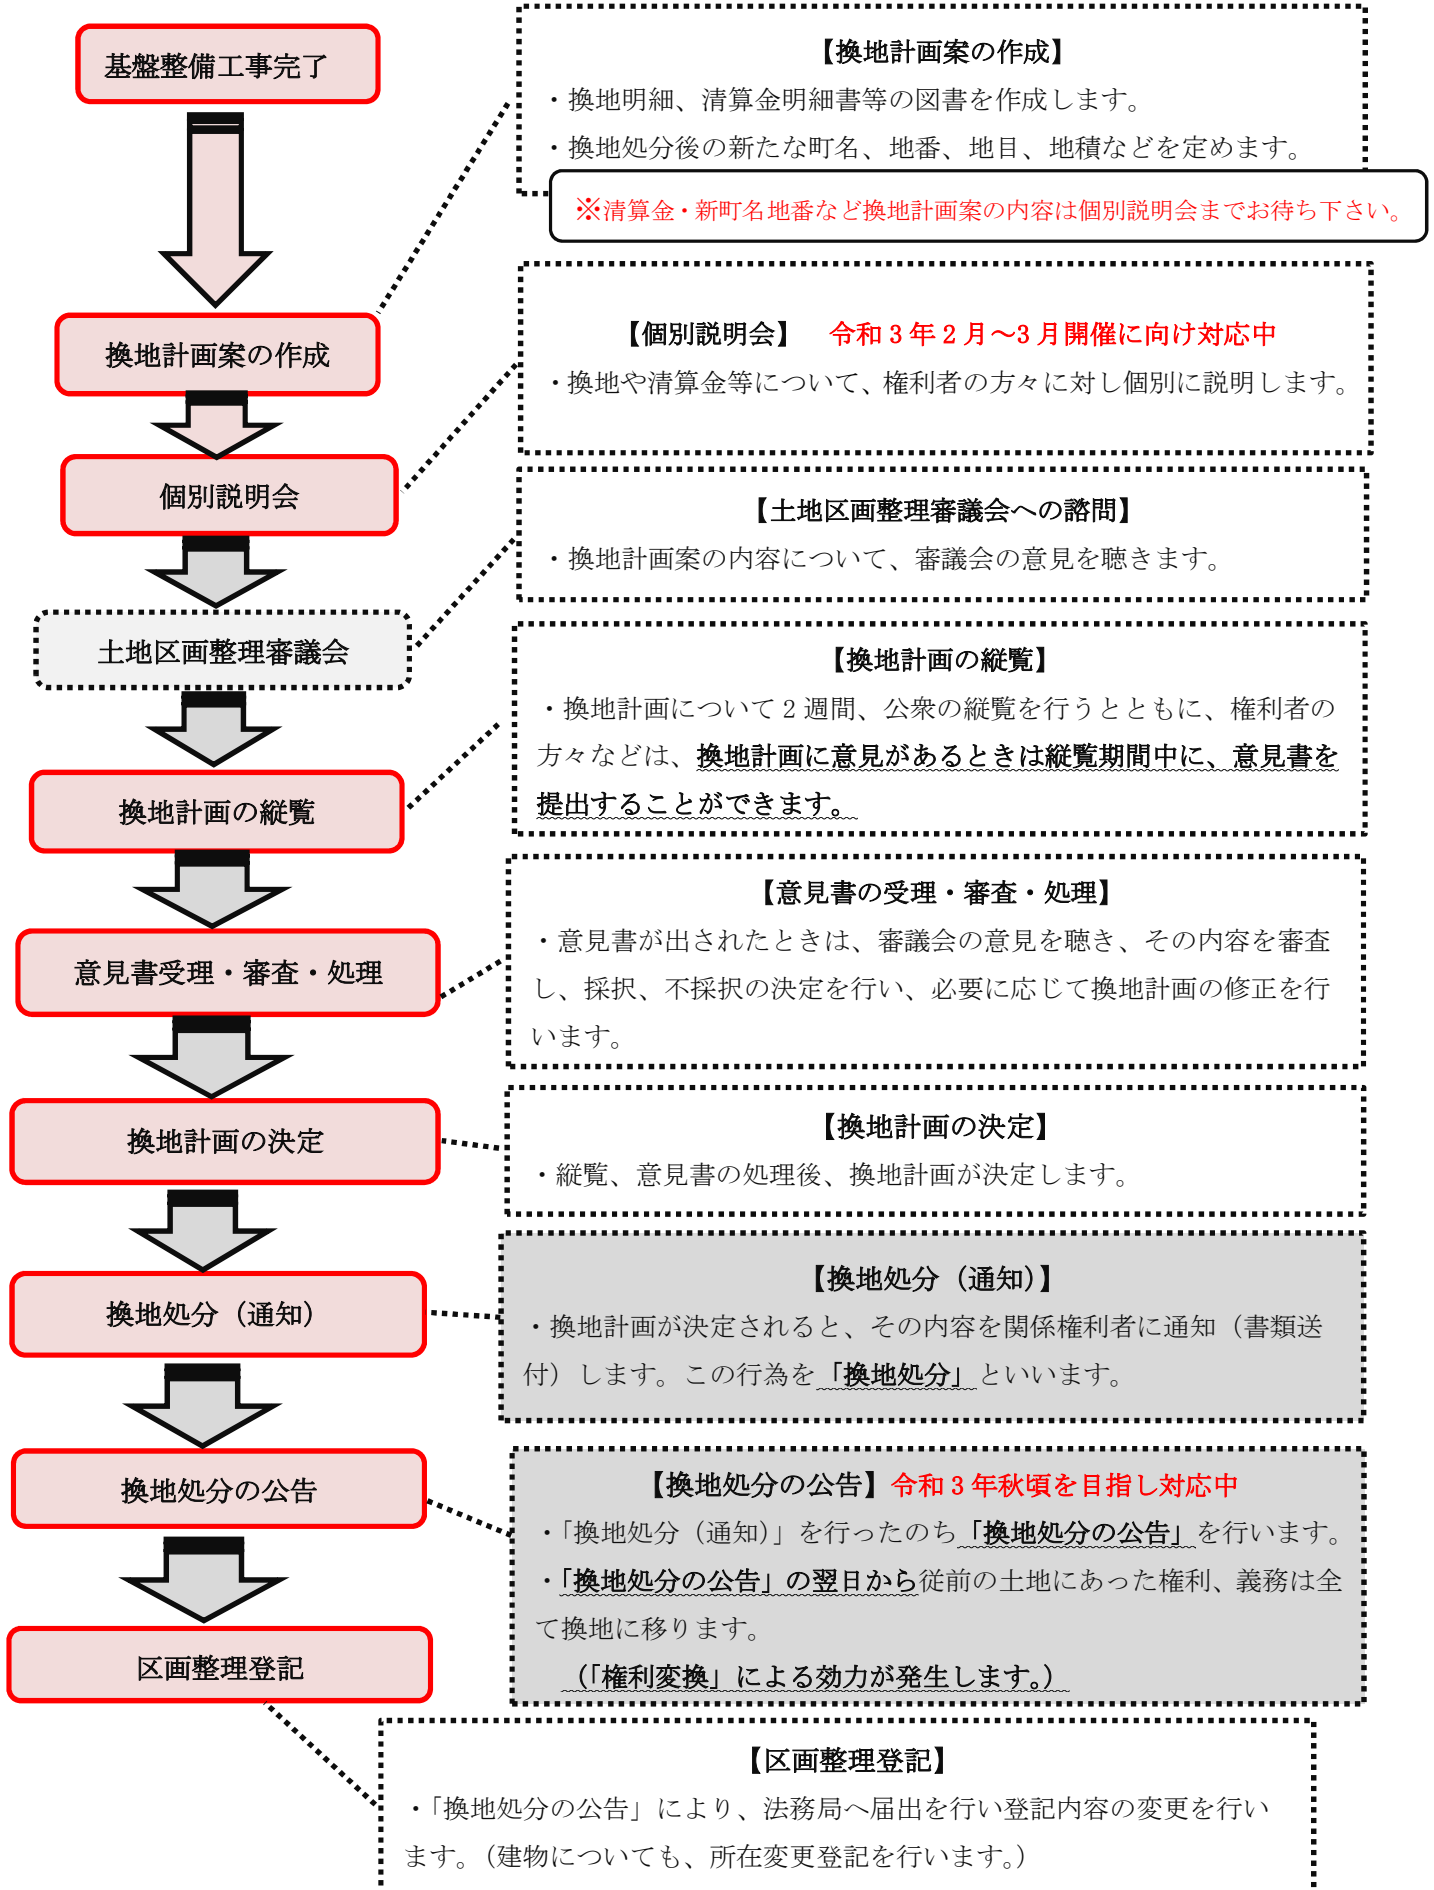 基盤整備工事完了
【換地計画案の作成】
・換地明細、清算金明細書等の図書を作成します。
・換地処分後の新たな町名、地番、地目、地積などを定めます。
※清算金・新町名地番など換地計画案の内容は個別説明会までお待ち下さい。
換地計画案の作成
【個別説明会】　令和3年2月～3月開催に向け対応中
・換地や清算金等について、権利者の方々に対し個別に説明します。
個別説明会
【土地区画整理審議会への諮問】
・換地計画案の内容について、審議会の意見を聴きます。
土地区画整理審議会
【換地計画の縦覧】
・換地計画について2週間、公衆の縦覧を行うとともに、権利者の
方々などは、換地計画に意見があるときは縦覧期間中に、意見書を
提出することができます。
換地計画の縦覧
【意見書の受理・審査・処理】
・意見書が出されたときは、審議会の意見を聴き、その内容を審査
し、採択、不採択の決定を行い、必要に応じて換地計画の修正を行
います。
意見書受理・審査・処理
【換地計画の決定】
・縦覧、意見書の処理後、換地計画が決定します。
換地計画の決定
【換地処分（通知）】
・換地計画が決定されると、その内容を関係権利者に通知（書類送
付）します。この行為を「換地処分」といいます。
換地処分（通知）
【換地処分の公告】令和3年秋頃を目指し対応中
・「換地処分（通知）」を行ったのち「換地処分の公告」を行います。
・「換地処分の公告」の翌日から従前の土地にあった権利、義務は全
て換地に移ります。
（「権利変換」による効力が発生します。）
換地処分の公告
区画整理登記
【区画整理登記】
・「換地処分の公告」により、法務局へ届出を行い登記内容の変更を行い
ます。（建物についても、所在変更登記を行います。）